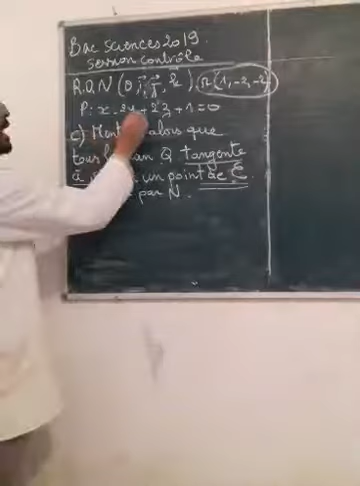 Bac sciences 2019
session contrôle
R.O.N (O, i, j, k) Ω(1, -2, -2)
P: x - 2y + 2z + 1 = 0
c) alors que
tous plan Q tangente
à un point de ξ
par N.